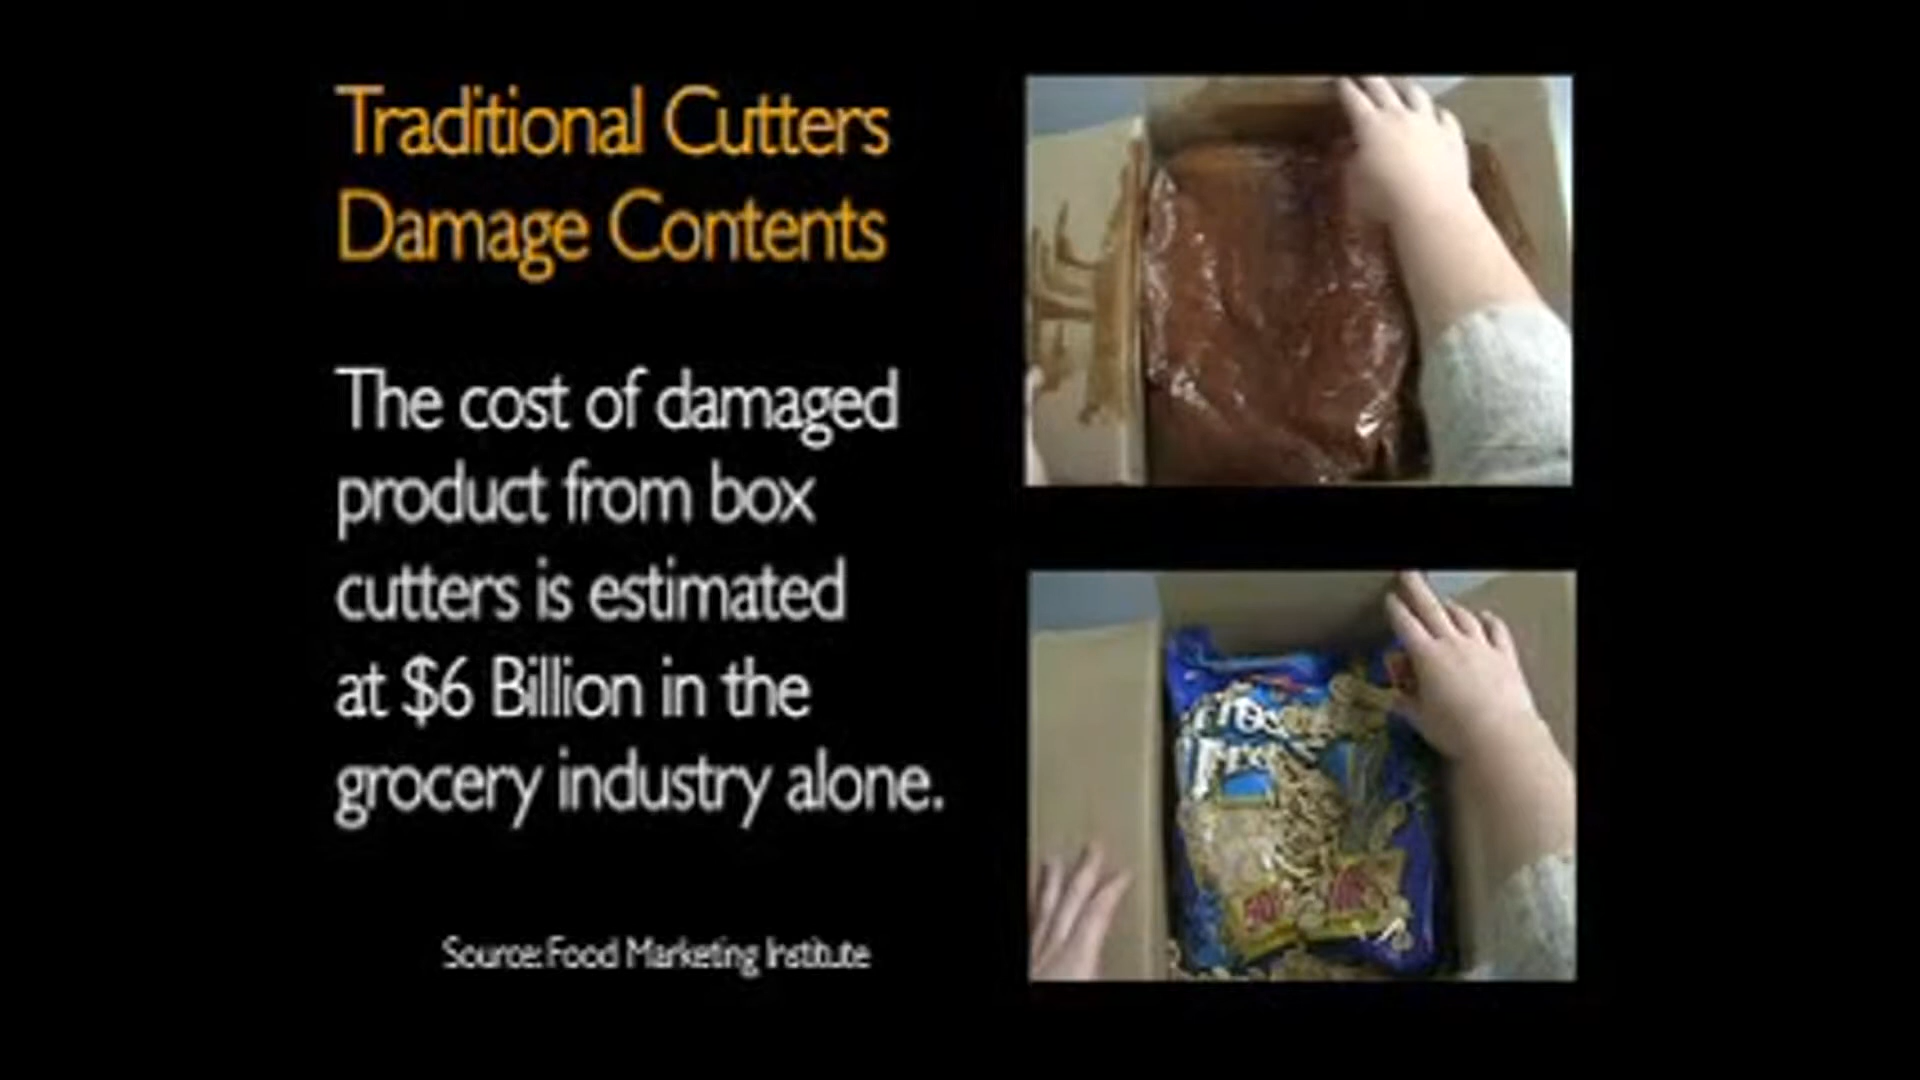 Traditional Cutters
Damage Contents
The cost of damaged
product from box
cutters is estimated
at $6 Billion in the
grocery industry alone.
Source: Food Marketing Institute